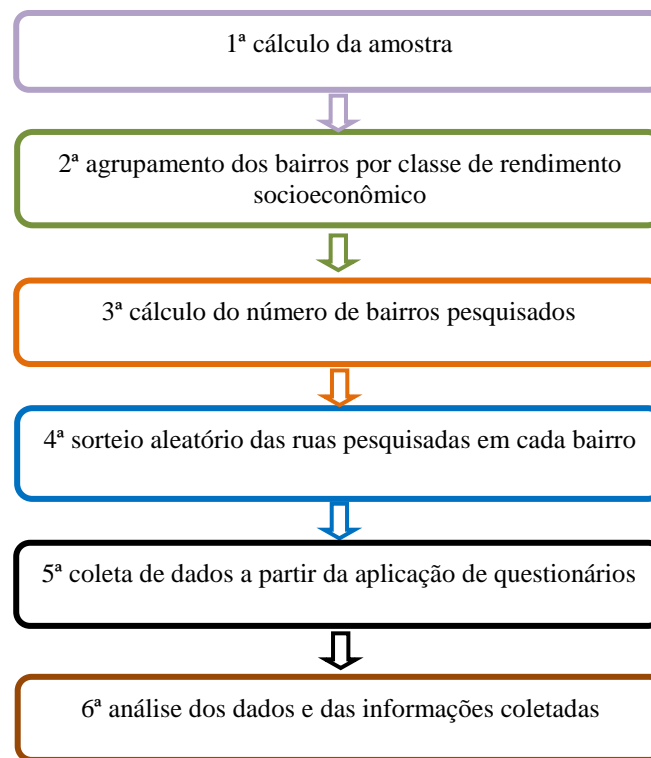 1ª cálculo da amostra
2ª agrupamento dos bairros por classe de rendimento
socioeconômico
3ª cálculo do número de bairros pesquisados
4ª sorteio aleatório das ruas pesquisadas em cada bairro
5ª coleta de dados a partir da aplicação de questionários
6ª análise dos dados e das informações coletadas